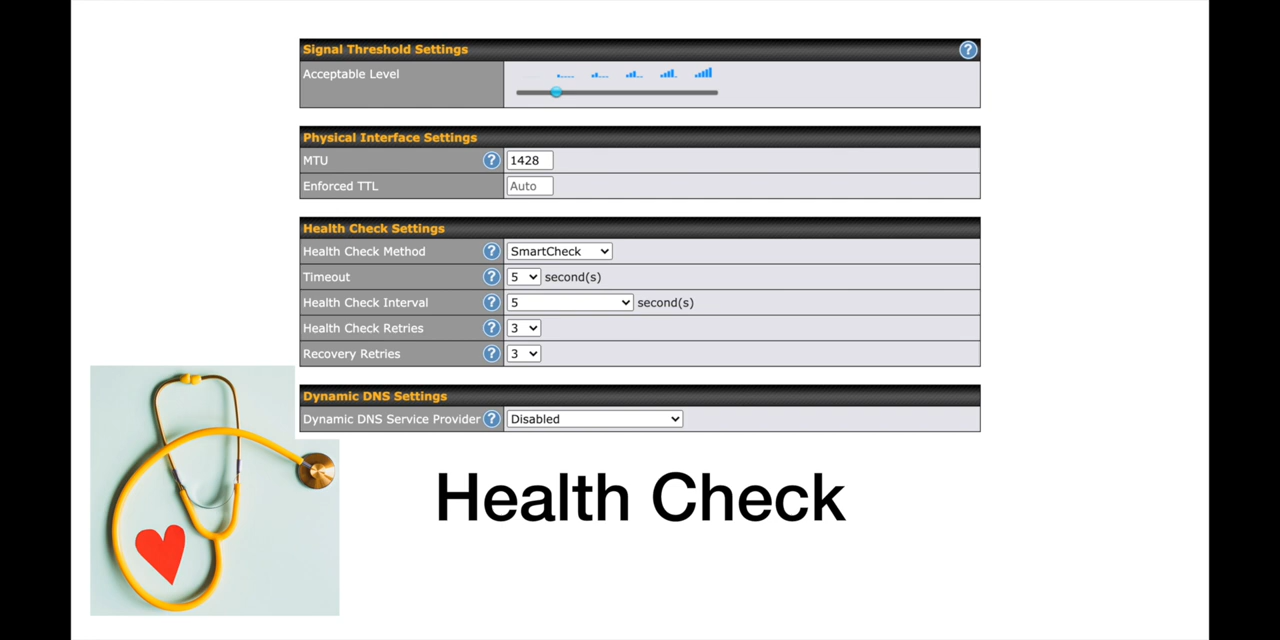 Signal Threshold Settings ?
Acceptable Level
Physical Interface Settings
MTU ? 1428
Enforced TTL Auto
Health Check Settings
Health Check Method ? SmartCheck
Timeout ? 5 second(s)
Health Check Interval ? 5 second(s)
Health Check Retries ? 3
Recovery Retries ? 3
Dynamic DNS Settings
Dynamic DNS Service Provider ? Disabled
Health Check